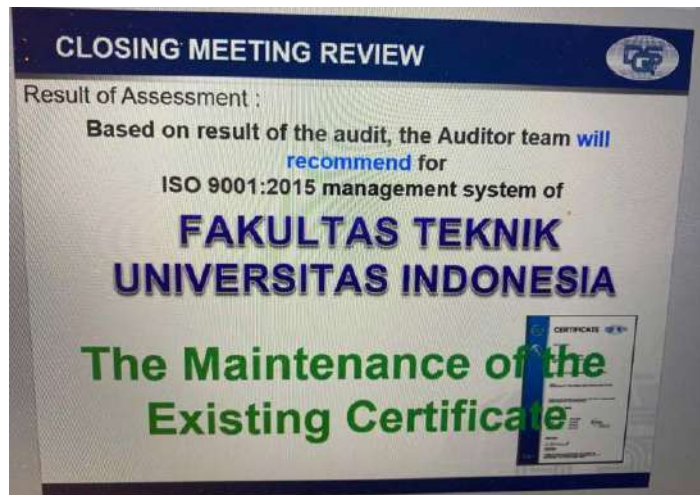 CLOSING MEETING REVIEW
DQS
Result of Assessment :
Based on result of the audit, the Auditor team will
recommend for
ISO 9001:2015 management system of
FAKULTAS TEKNIK
UNIVERSITAS INDONESIA
CERTIFICATE
The Maintenance of the
Existing Certificate